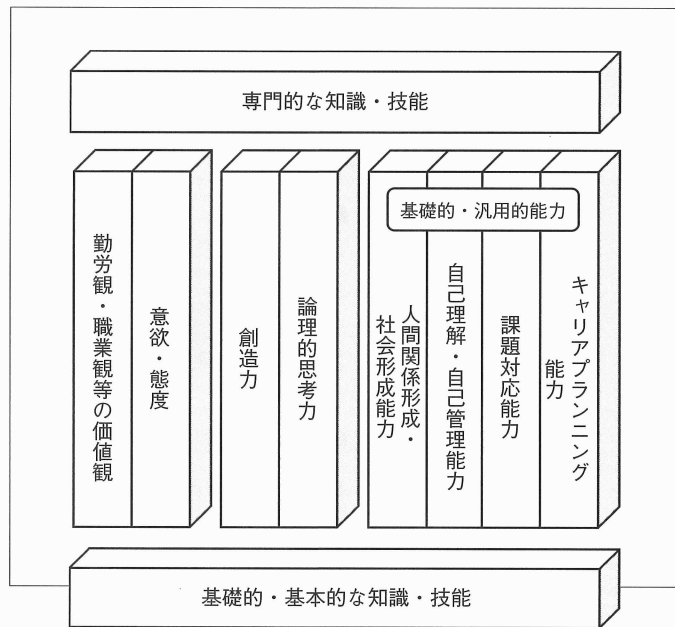 専門的な知識・技能
基礎的・汎用的能力
勤労観・職業観等の価値観
意欲・態度
創造力
論理的思考力
人間関係形成・
社会形成能力
自己理解・自己管理能力
課題対応能力
キャリアプランニング
能力
基礎的・基本的な知識・技能